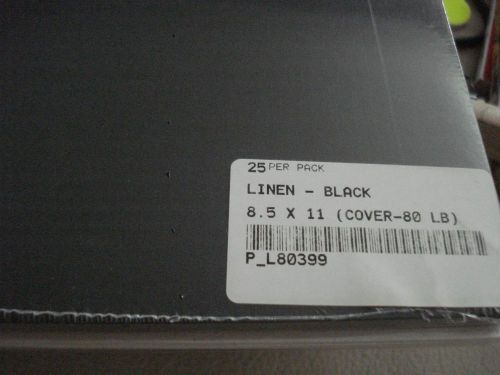 25 PER PACK
LINEN - BLACK
8.5 X 11 (COVER-80 LB)
P_L80399